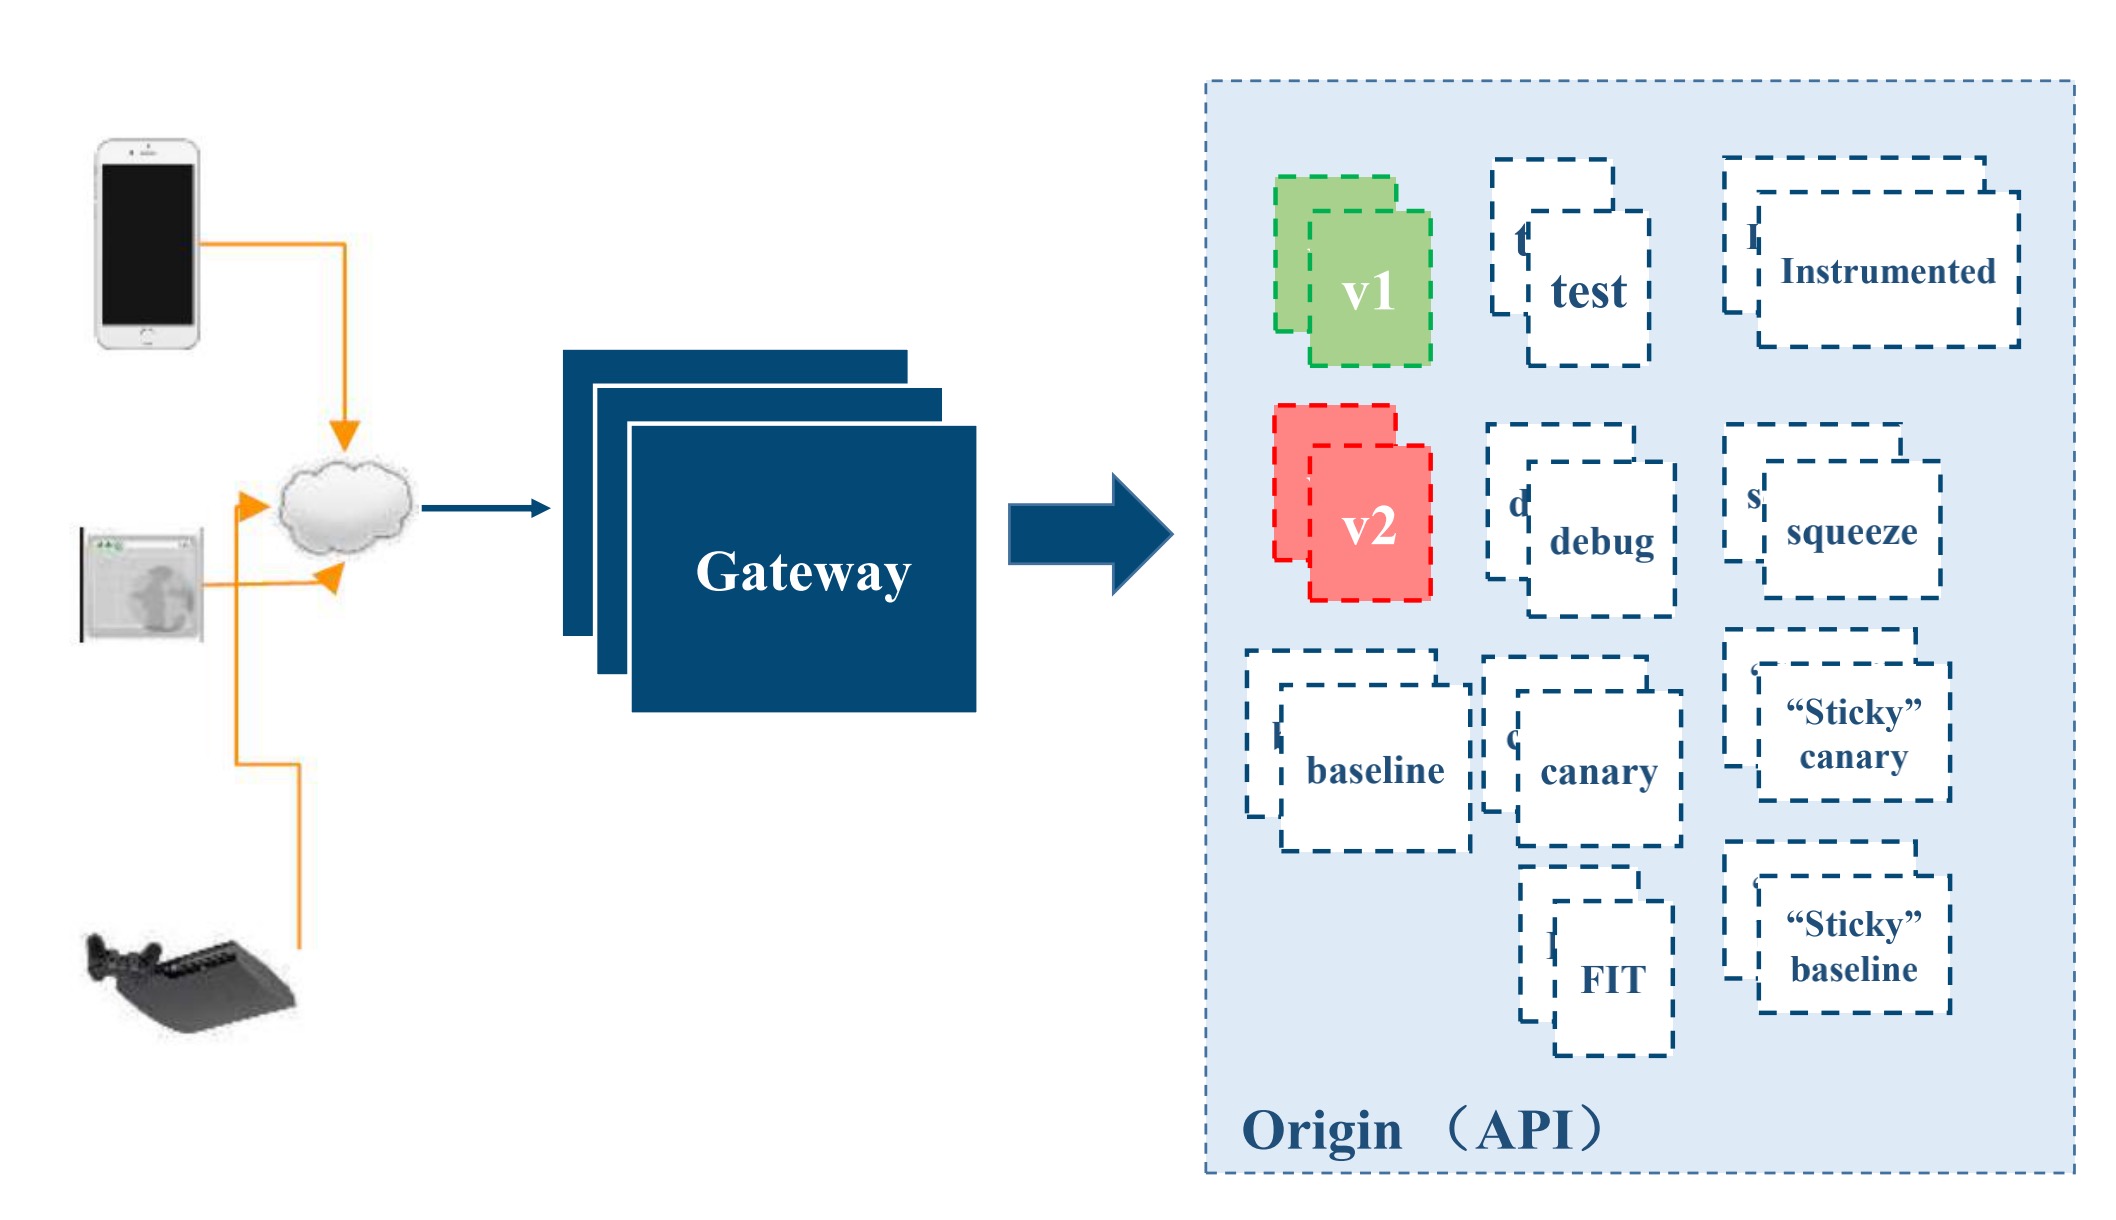 v1
test
Instrumented
Gateway
v2
debug
squeeze
baseline
canary
“Sticky”
canary
FIT
“Sticky”
baseline
Origin （API）